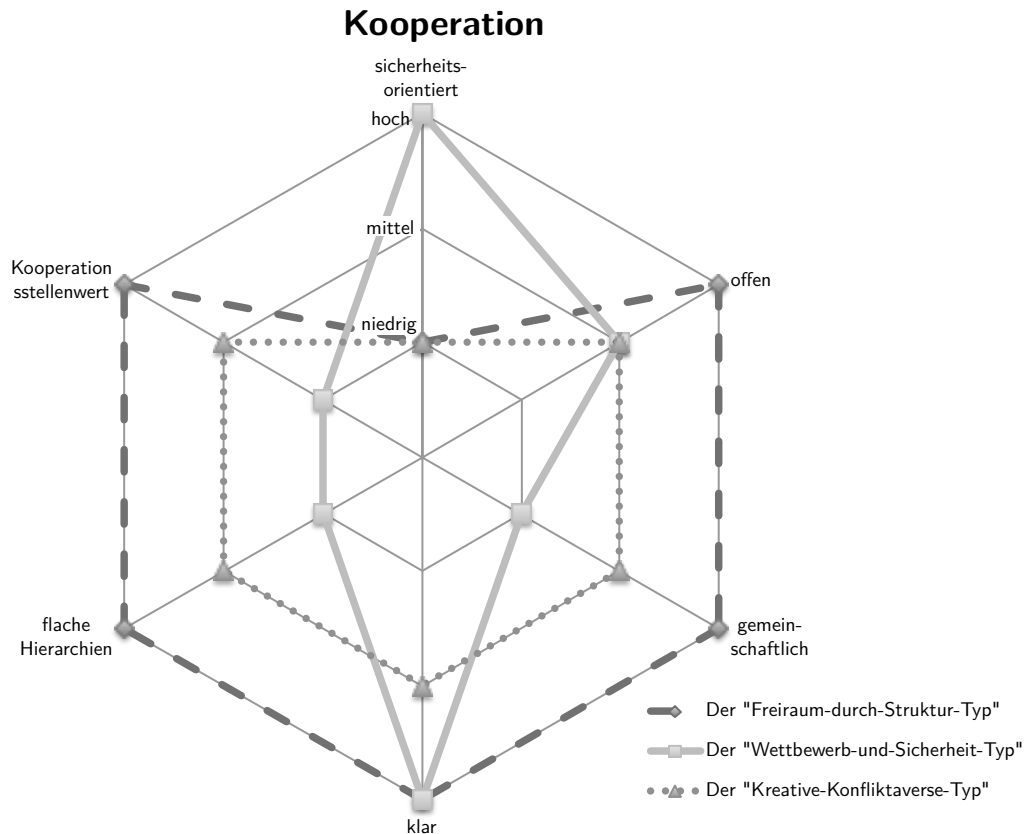 Kooperation
sicherheits-
orientiert
hoch
mittel
Kooperation
sstellenwert
offen
niedrig
flache
Hierarchien
gemein-
schaftlich
Der "Freiraum-durch-Struktur-Typ"
Der "Wettbewerb-und-Sicherheit-Typ"
Der "Kreative-Konfliktaverse-Typ"
klar